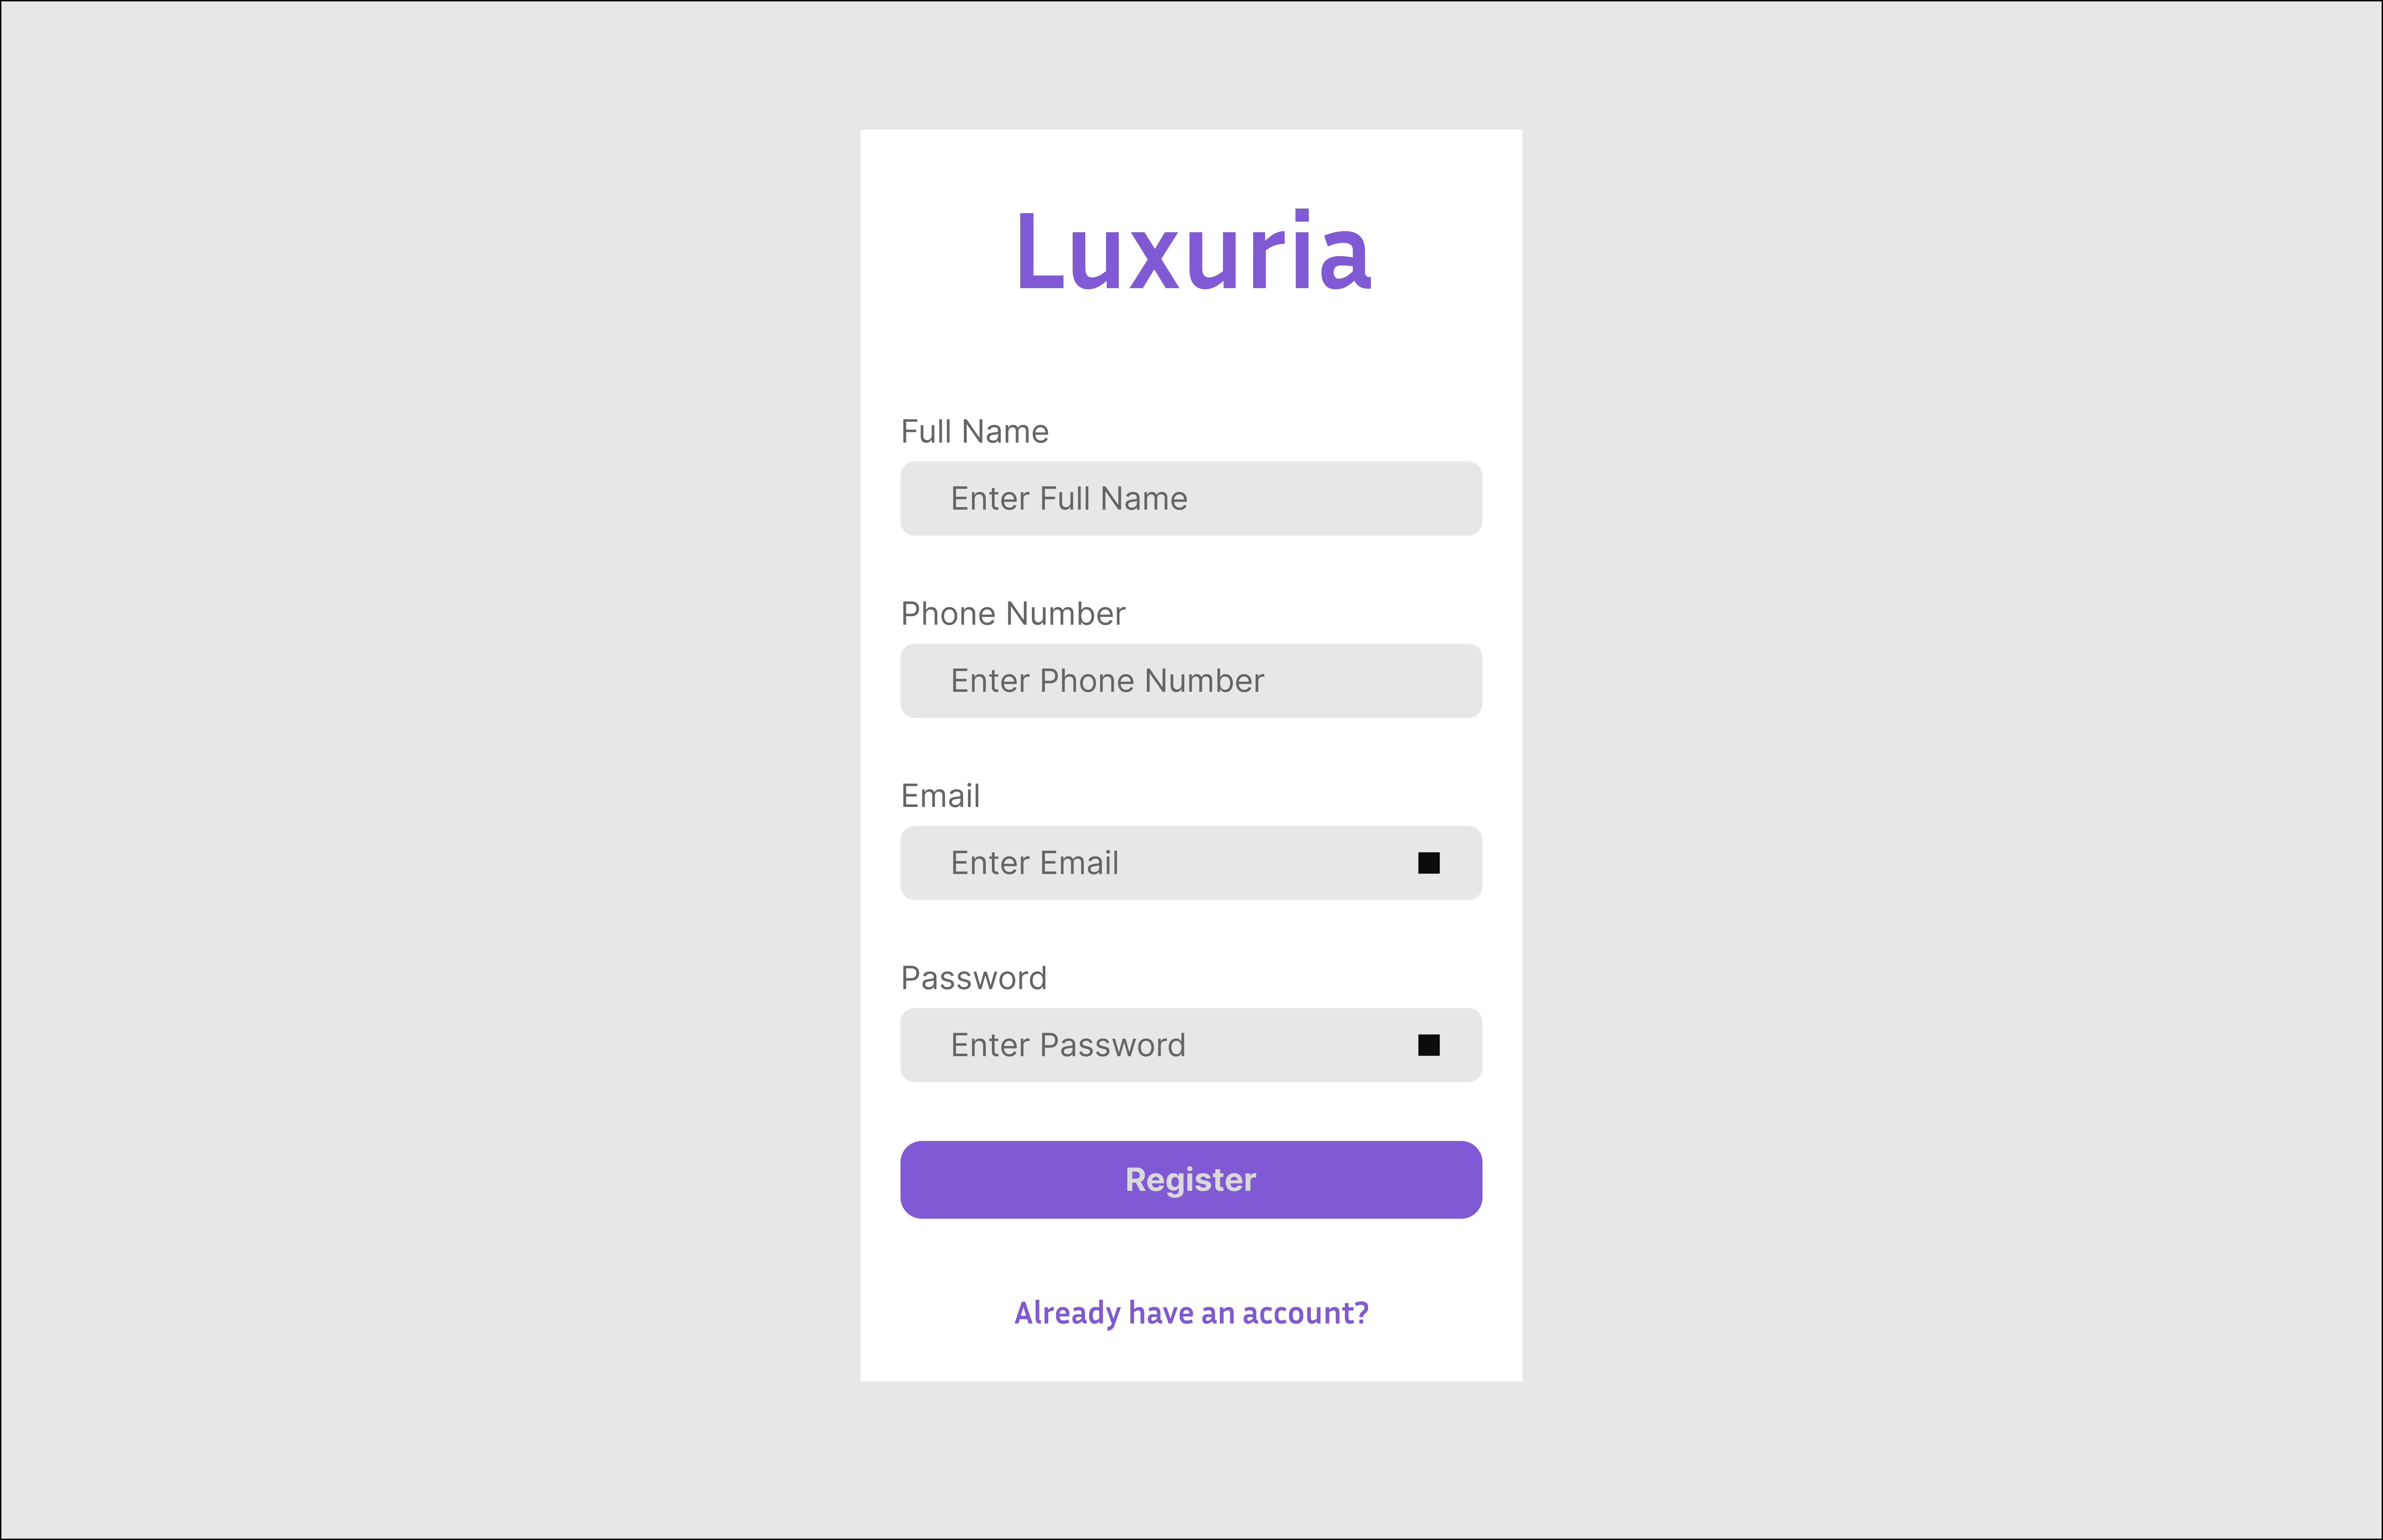 Luxuria
Full Name
Enter Full Name
Phone Number
Enter Phone Number
Email
Enter Email
Password
Enter Password
Register
Already have an account?